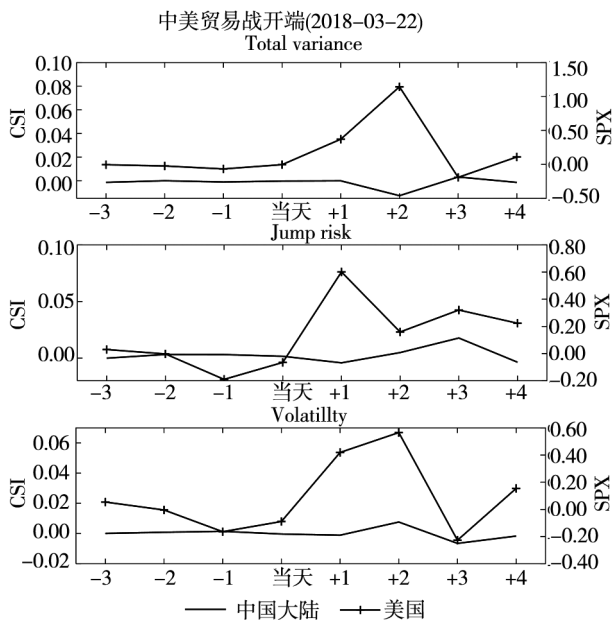 中美贸易战开端(2018-03-22)
Total variance
0.10 0.08 0.06 0.04 0.02 0.00
CSI
1.50 1.00 0.50 0.00 -0.50
SPX
-3 -2 -1 当天 +1 +2 +3 +4
Jump risk
0.10 0.05 0.00
CSI
0.80 0.60 0.40 0.20 0.00 -0.20
SPX
-3 -2 -1 当天 +1 +2 +3 +4
Volatillty
0.06 0.04 0.02 0.00 -0.02
CSI
0.60 0.40 0.20 0.00 -0.20 -0.40
SPX
-3 -2 -1 当天 +1 +2 +3 +4
中国大陆 美国